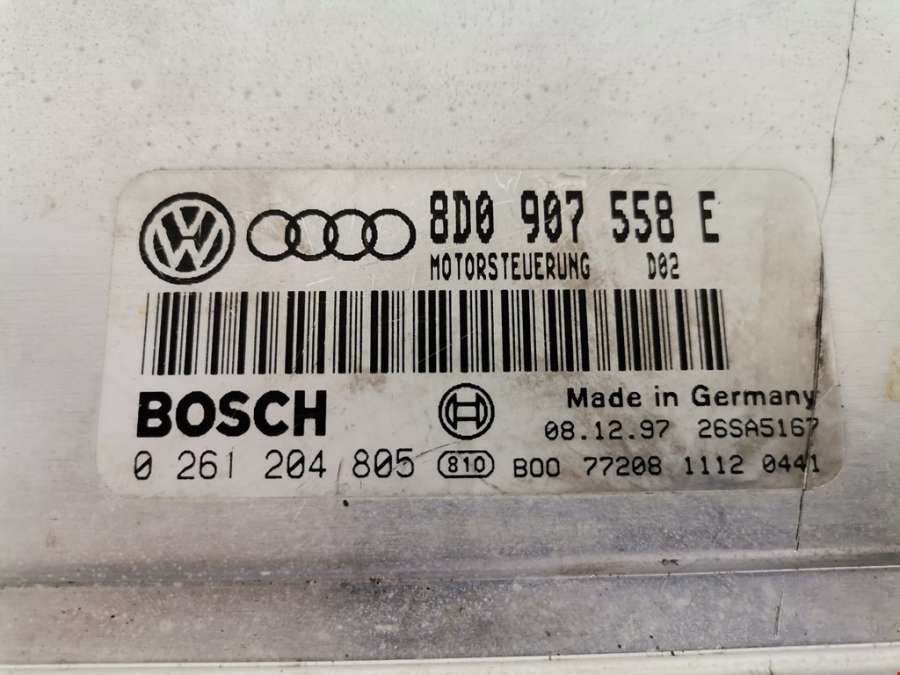 8D0 907 558 E
MOTORSTEUERUNG D02
BOSCH
Made in Germany
08.12.97 26SA5167
0 261 204 805 810 B00 77208 1112 0441